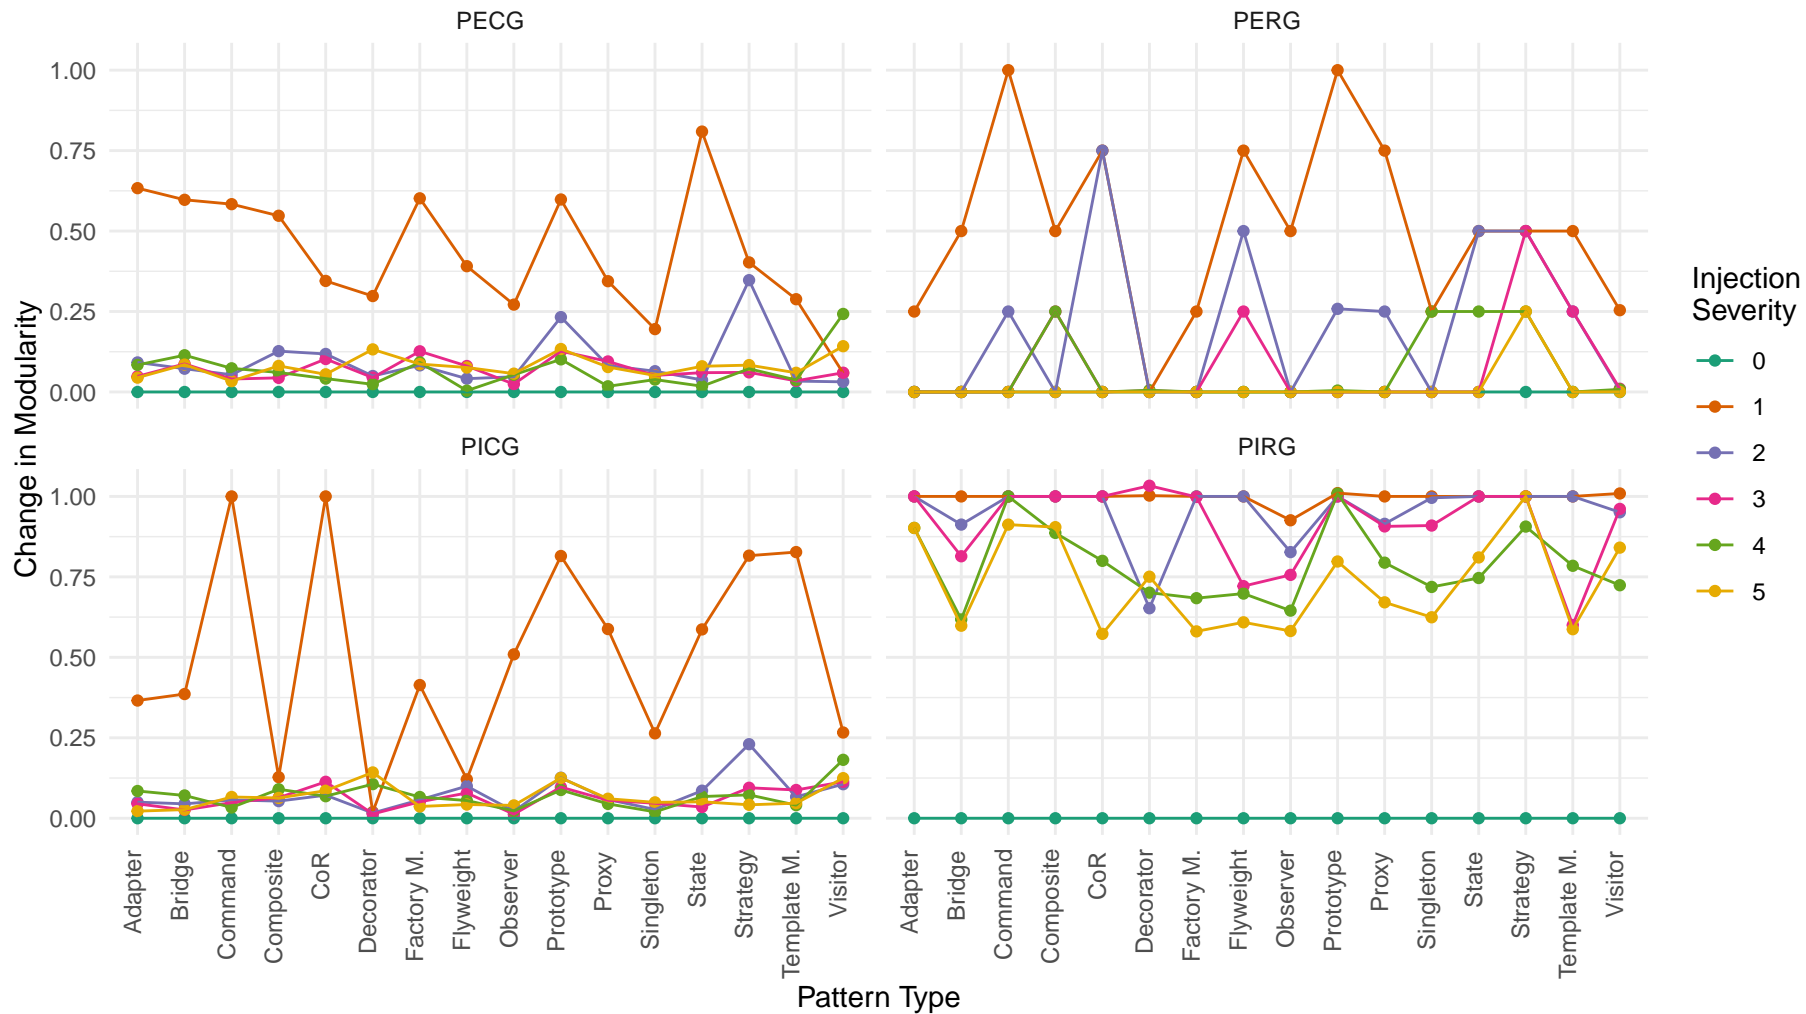 PECG
PERG
1.00
0.75
0.50
0.25
0.00
PICG
PIRG
1.00
0.75
0.50
0.25
0.00
Change in Modularity
Adapter
Bridge
Command
Composite
CoR
Decorator
Factory M.
Flyweight
Observer
Prototype
Proxy
Singleton
State
Strategy
Template M.
Visitor
Adapter
Bridge
Command
Composite
CoR
Decorator
Factory M.
Flyweight
Observer
Prototype
Proxy
Singleton
State
Strategy
Template M.
Visitor
Pattern Type
Injection
Severity
0
1
2
3
4
5